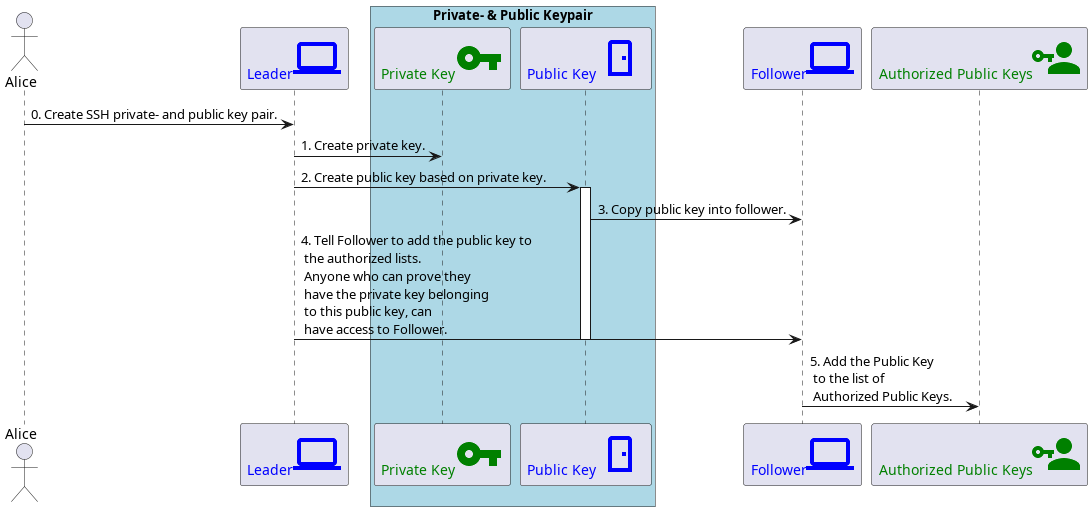 Private- & Public Keypair
Alice
Leader
Private Key
Public Key
Follower
Authorized Public Keys
0. Create SSH private- and public key pair.
1. Create private key.
2. Create public key based on private key.
3. Copy public key into follower.
4. Tell Follower to add the public key to
the authorized lists.
Anyone who can prove they
have the private key belonging
to this public key, can
have access to Follower.
5. Add the Public Key
to the list of
Authorized Public Keys.
Alice
Leader
Private Key
Public Key
Follower
Authorized Public Keys